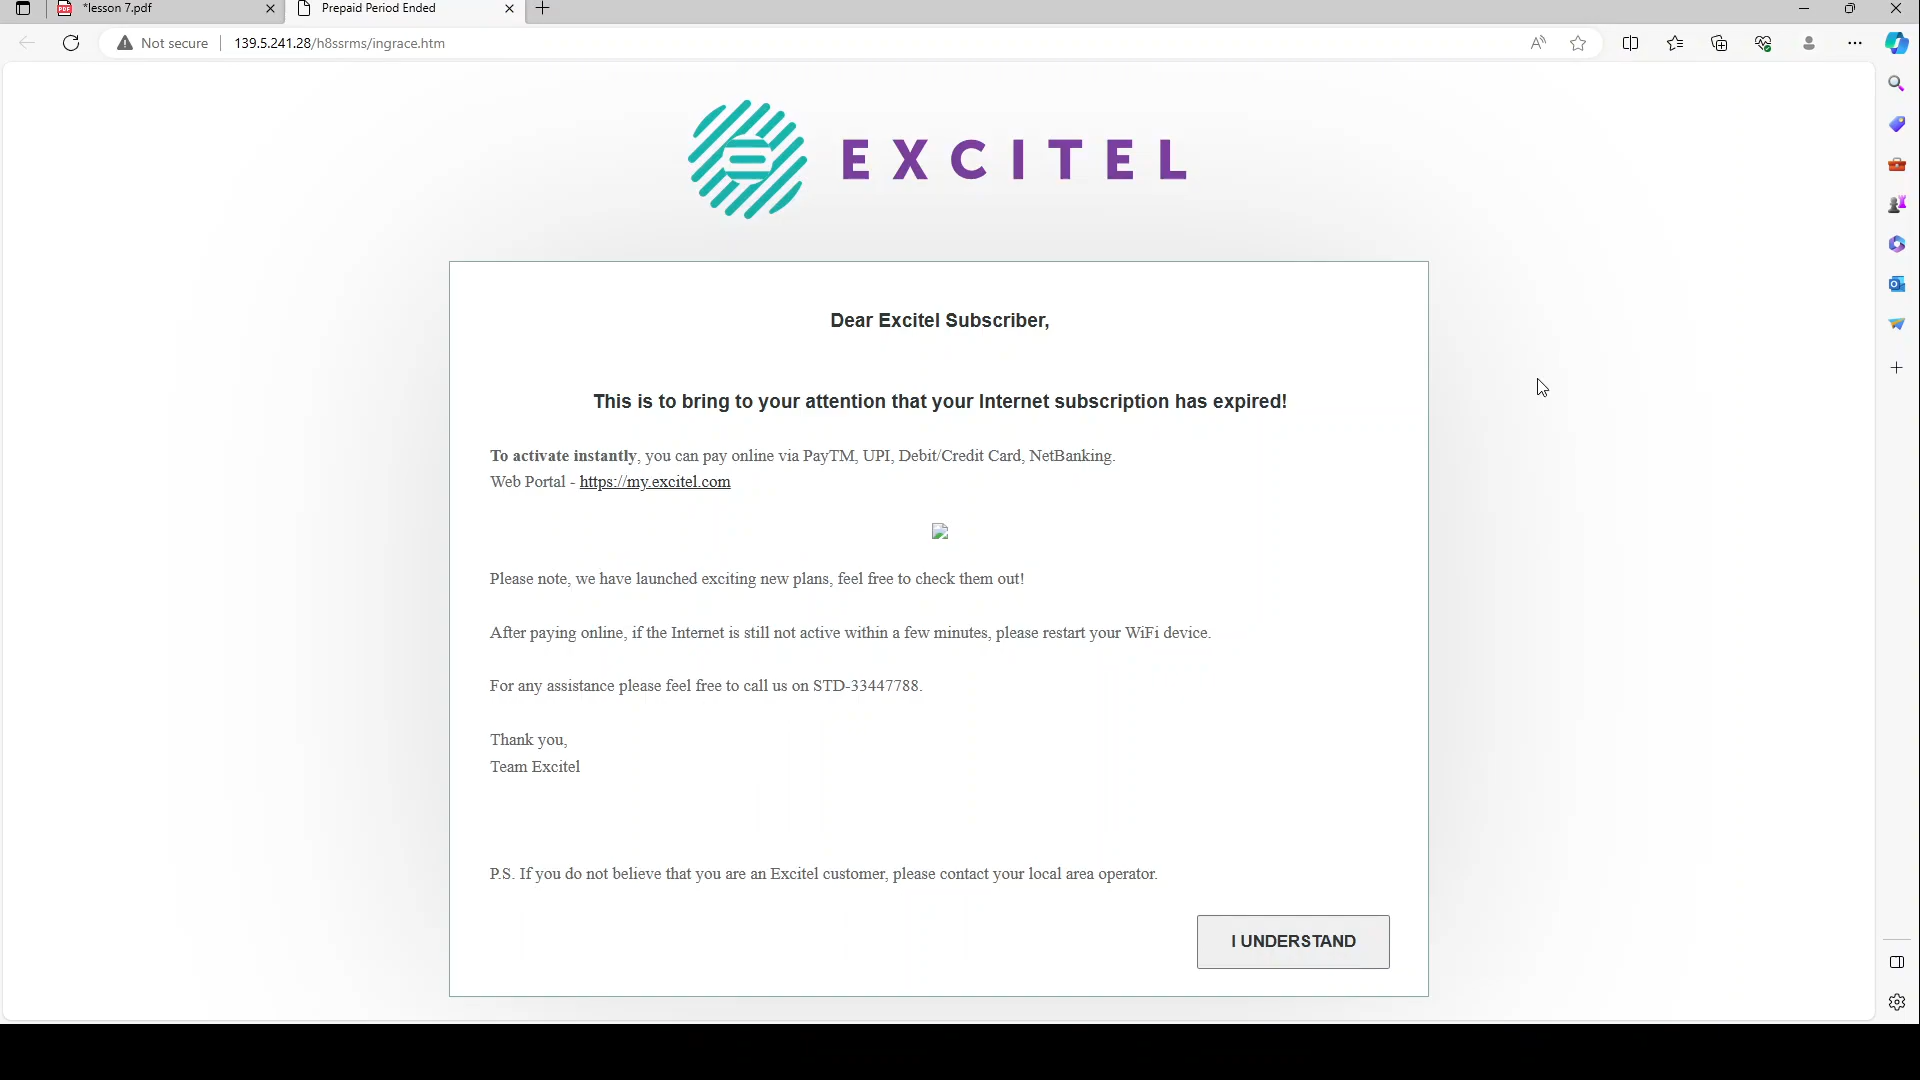 *lesson 7.pdf
Prepaid Period Ended
Not secure
139.5.241.28/h8ssrms/ingrace.htm
EXCITEL
Dear Excitel Subscriber,
This is to bring to your attention that your Internet subscription has expired!
To activate instantly, you can pay online via PayTM, UPI, Debit/Credit Card, NetBanking.
Web Portal - https://my.excitel.com
Please note, we have launched exciting new plans, feel free to check them out!
After paying online, if the Internet is still not active within a few minutes, please restart your WiFi device.
For any assistance please feel free to call us on STD-33447788.
Thank you,
Team Excitel
P.S. If you do not believe that you are an Excitel customer, please contact your local area operator.
I UNDERSTAND